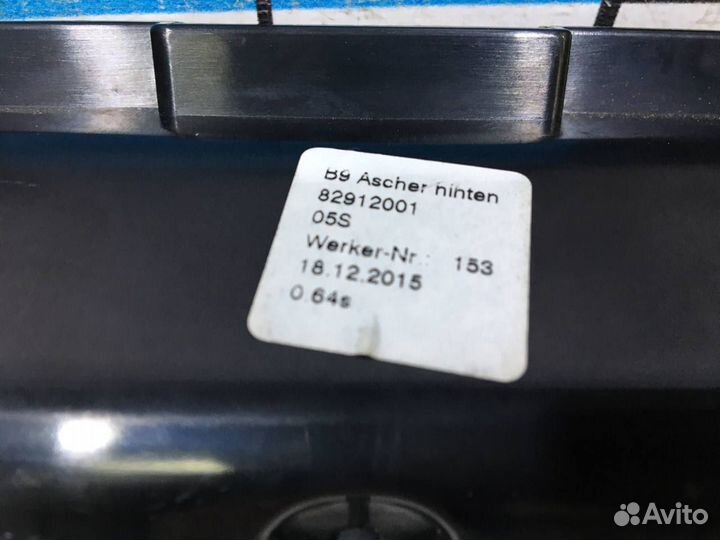 B9 Ascher hinten
82912001
05S
Werker-Nr.: 153
18.12.2015
0.64s
Avito